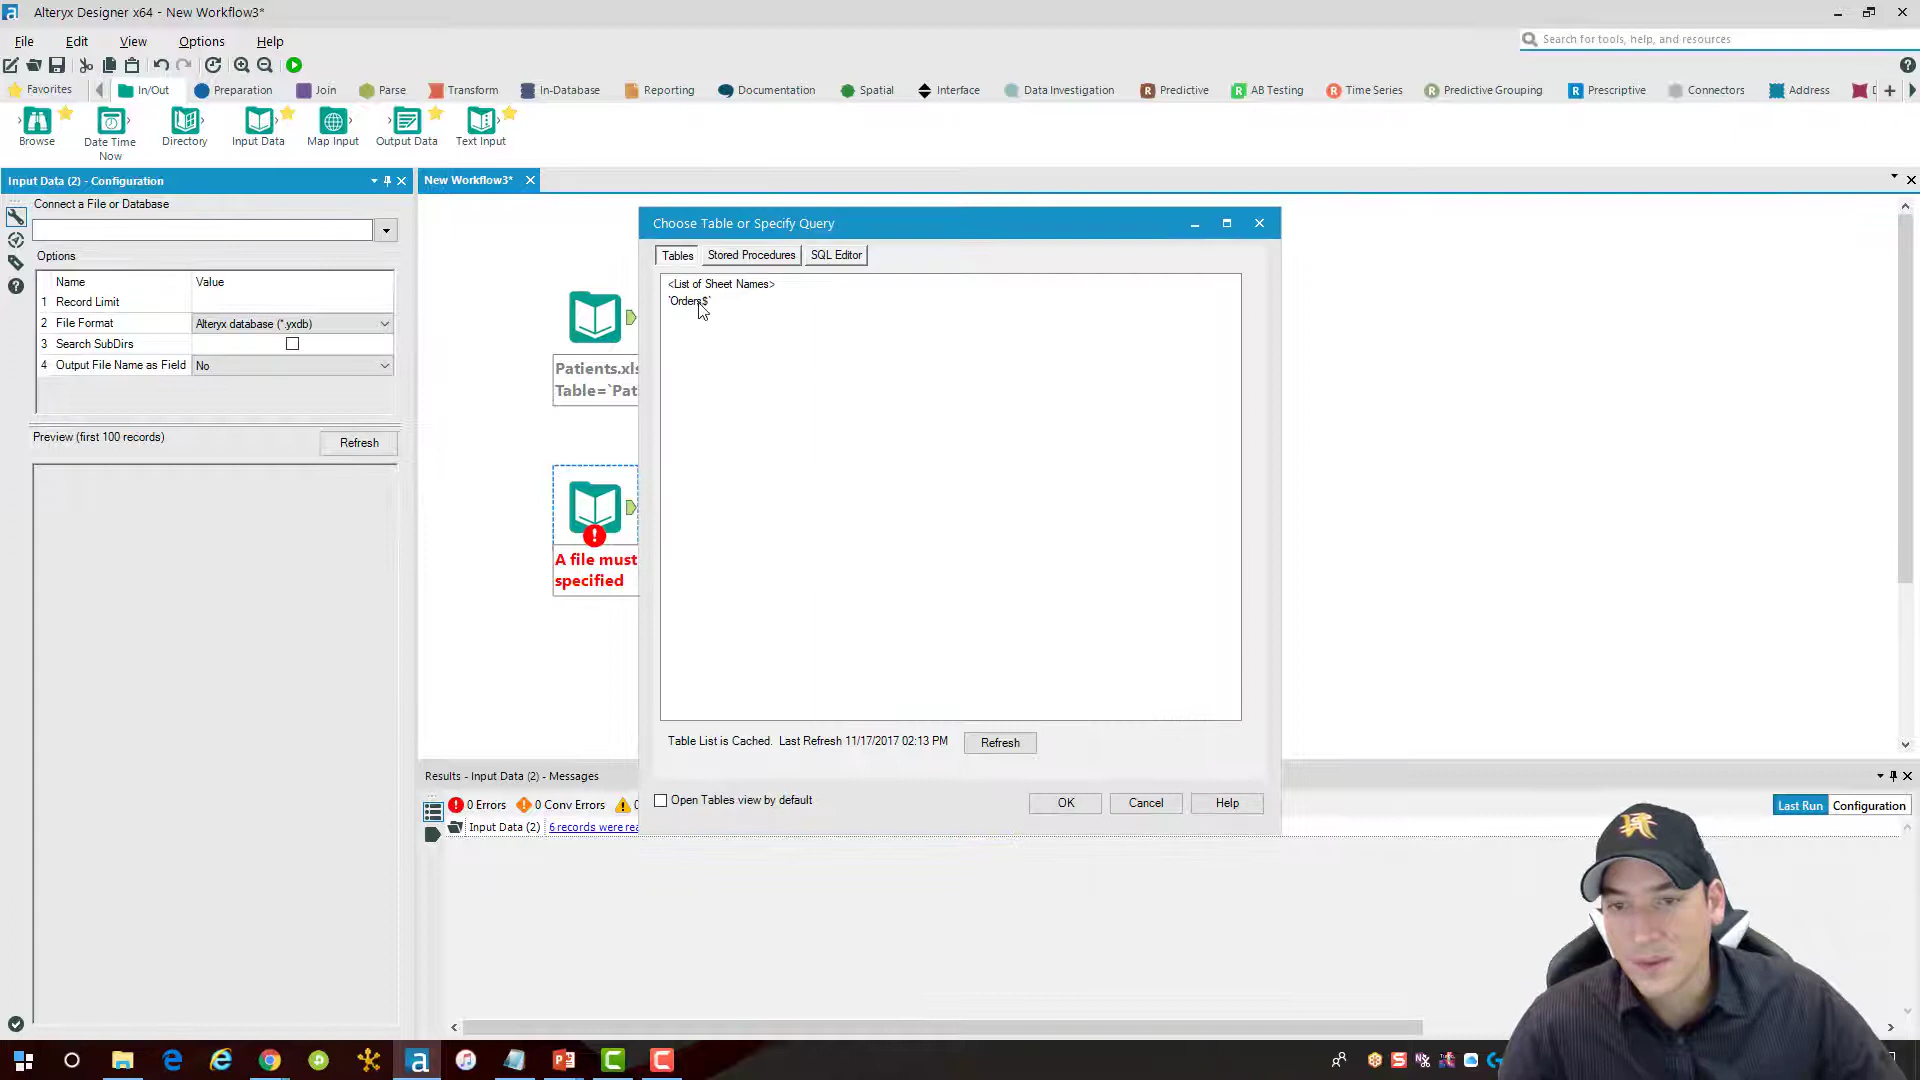 Alteryx Designer x64 - New Workflow3*
File Edit View Options Help
Search for tools, help, and resources
Favorites In/Out Preparation Join Parse Transform In-Database Reporting Documentation Spatial Interface Data Investigation Predictive AB Testing Time Series Predictive Grouping Prescriptive Connectors Address
Browse Date Time Now Directory Input Data Map Input Output Data Text Input
Input Data (2) - Configuration
New Workflow3*
Connect a File or Database
Options
Name Value
1 Record Limit
2 File Format Alteryx database (*.yxdb)
3 Search SubDirs
4 Output File Name as Field No
Preview (first 100 records) Refresh
Patients.xls
Table=`Pat
A file must
specified
Choose Table or Specify Query
Tables Stored Procedures SQL Editor
<List of Sheet Names>
`Orders$`
Table List is Cached. Last Refresh 11/17/2017 02:13 PM Refresh
Open Tables view by default
OK Cancel Help
Results - Input Data (2) - Messages
0 Errors 0 Conv Errors 0
Last Run Configuration
Input Data (2) 6 records were rea